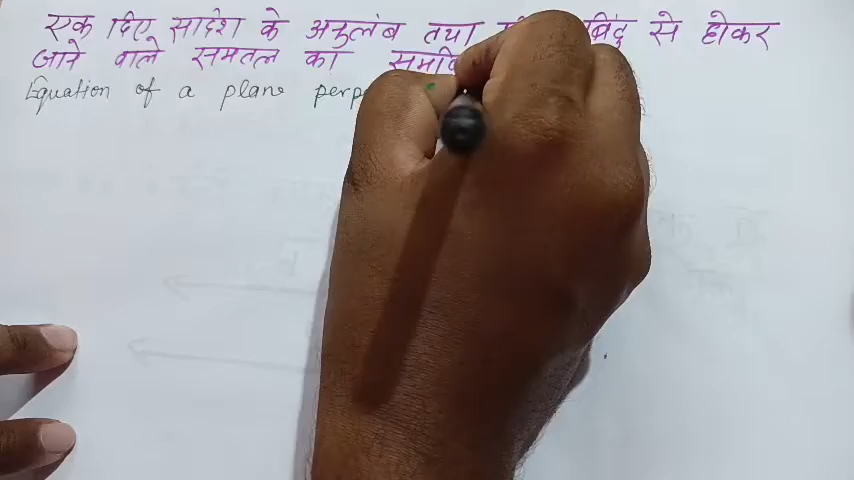 एक दिए सादिश के अनुलंब तथा बिंदु से होकर
जाने वाले समतल का
Equation of a plane perp